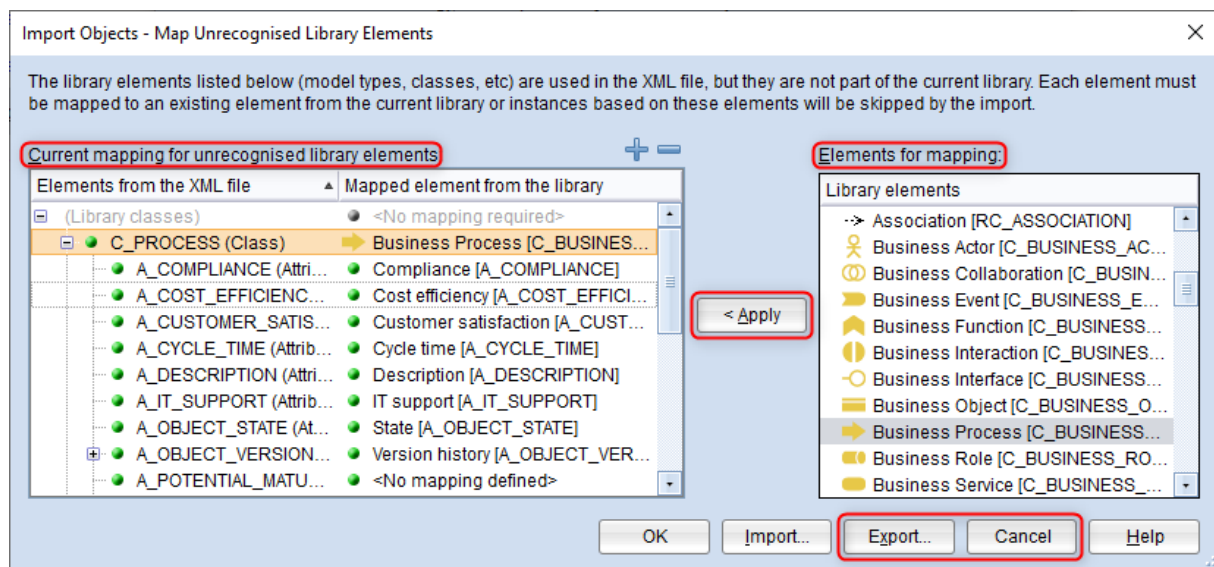 Import Objects - Map Unrecognised Library Elements
The library elements listed below (model types, classes, etc) are used in the XML file, but they are not part of the current library. Each element must
be mapped to an existing element from the current library or instances based on these elements will be skipped by the import.
Current mapping for unrecognised library elements
Elements for mapping:
Elements from the XML file Mapped element from the library
(Library classes) <No mapping required>
C_PROCESS (Class) Business Process [C_BUSINES...
A_COMPLIANCE (Attri... Compliance [A_COMPLIANCE]
A_COST_EFFICIENC... Cost efficiency [A_COST_EFFICI...
A_CUSTOMER_SATIS... Customer satisfaction [A_CUST...
A_CYCLE_TIME (Attrib... Cycle time [A_CYCLE_TIME]
A_DESCRIPTION (Attri... Description [A_DESCRIPTION]
A_IT_SUPPORT (Attrib... IT support [A_IT_SUPPORT]
A_OBJECT_STATE (At... State [A_OBJECT_STATE]
A_OBJECT_VERSION... Version history [A_OBJECT_VER...
A_POTENTIAL_MATU... <No mapping defined>
< Apply
Library elements
Association [RC_ASSOCIATION]
Business Actor [C_BUSINESS_AC...
Business Collaboration [C_BUSIN...
Business Event [C_BUSINESS_E...
Business Function [C_BUSINESS...
Business Interaction [C_BUSINES...
Business Interface [C_BUSINESS...
Business Object [C_BUSINESS_O...
Business Process [C_BUSINESS...
Business Role [C_BUSINESS_RO...
Business Service [C_BUSINESS_...
OK Import... Export... Cancel Help